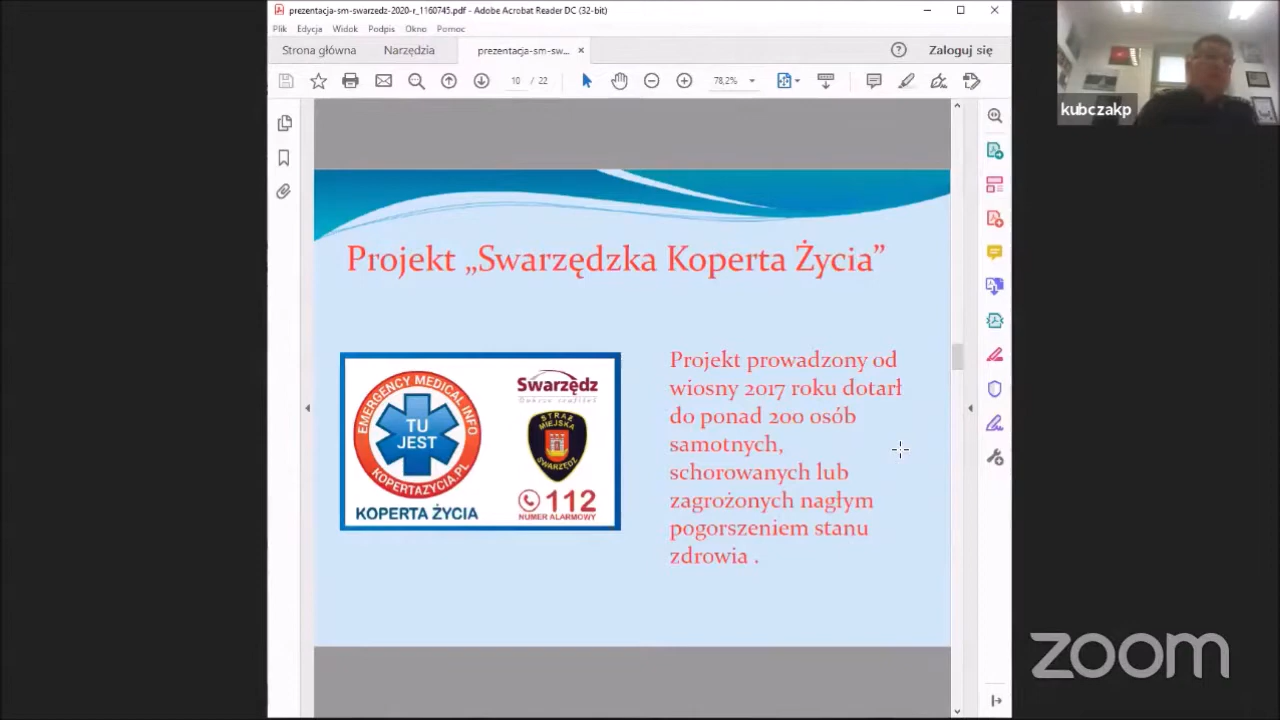 prezentacja-sm-swarzedz-2020-r_1160745.pdf - Adobe Acrobat Reader DC (32-bit)
Plik Edycja Widok Podpis Okno Pomoc
Strona główna Narzędzia prezentacja-sm-sw... × Zaloguj się
10 / 22 78,2%
kubczakp
Projekt „Swarzędzka Koperta Życia”
EMERGENCY MEDICAL INFO
TU
JEST
KOPERTAZYCIA.PL
KOPERTA ŻYCIA
Swarzędz
STRAŻ
MIEJSKA
SWARZĘDZ
112
NUMER ALARMOWY
Projekt prowadzony od
wiosny 2017 roku dotarł
do ponad 200 osób
samotnych,
schorowanych lub
zagrożonych nagłym
pogorszeniem stanu
zdrowia .
zoom